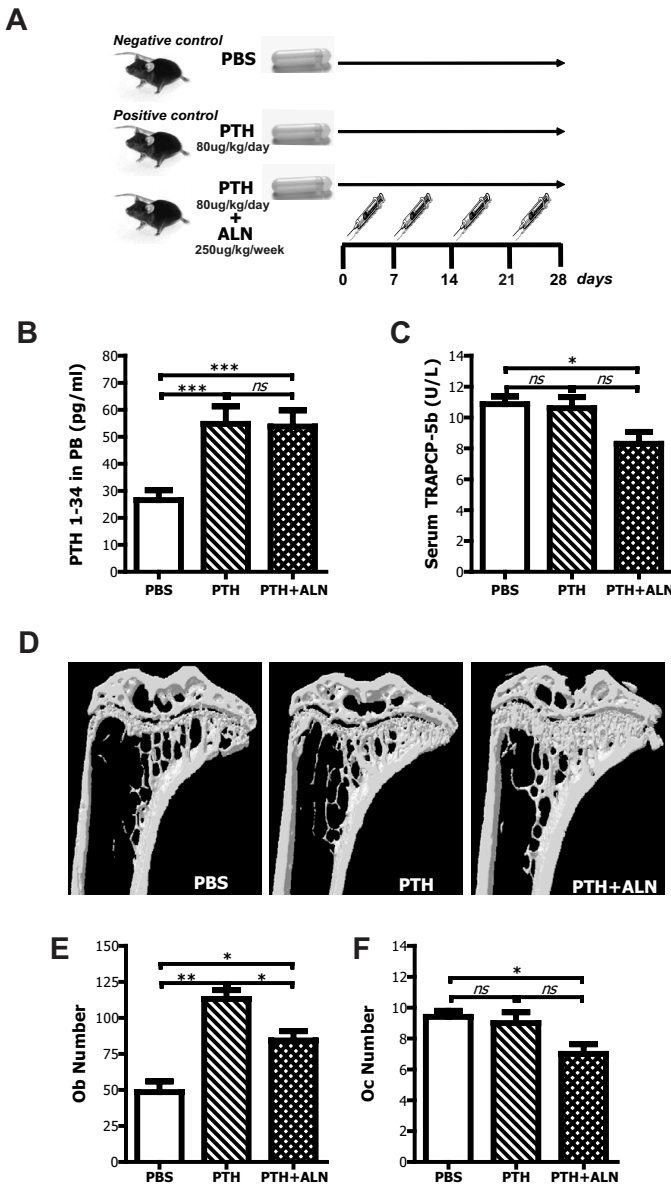 A
Negative control
PBS
Positive control
PTH
80ug/kg/day
PTH
80ug/kg/day
+
ALN
250ug/kg/week
0 7 14 21 28 days
B
PTH 1-34 in PB (pg/ml)
80
70
60
50
40
30
20
10
0
***
*** ns
PBS PTH PTH+ALN
C
Serum TRAPCP-5b (U/L)
14
12
10
8
6
4
2
0
*
ns ns
PBS PTH PTH+ALN
D
PBS PTH PTH+ALN
E
Ob Number
150
125
100
75
50
25
0
*
** *
PBS PTH PTH+ALN
F
Oc Number
14
12
10
8
6
4
2
0
*
ns ns
PBS PTH PTH+ALN